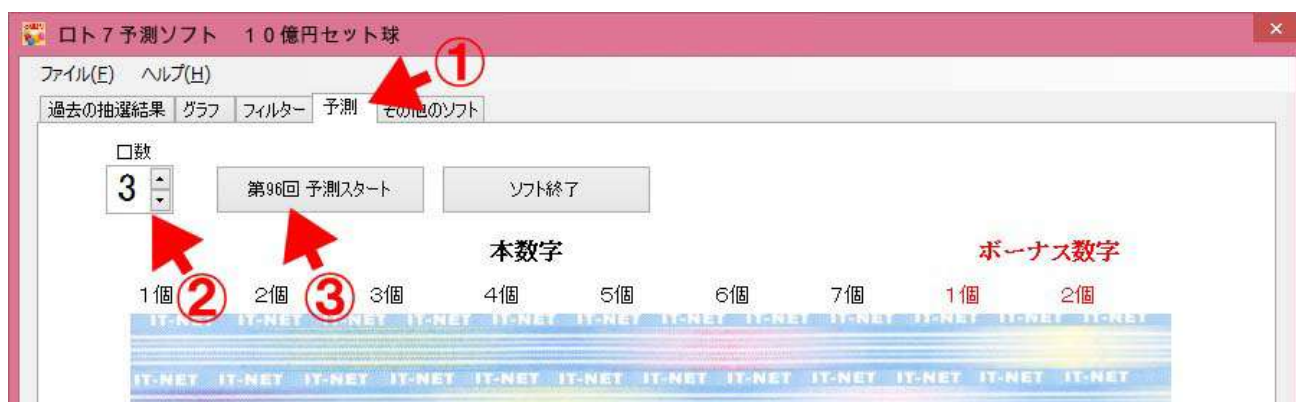 ロト7予測ソフト １０億円セット球
①
ファイル(F) ヘルプ(H)
過去の抽選結果 グラフ フィルター 予測 その他のソフト
口数
3 第96回 予測スタート ソフト終了
本数字 ボーナス数字
② ③
1個 2個 3個 4個 5個 6個 7個 1個 2個
IT-NET IT-NET IT-NET IT-NET IT-NET IT-NET IT-NET IT-NET IT-NET IT-NET IT-NET IT-NET
IT-NET IT-NET IT-NET IT-NET IT-NET IT-NET IT-NET IT-NET IT-NET IT-NET IT-NET IT-NET